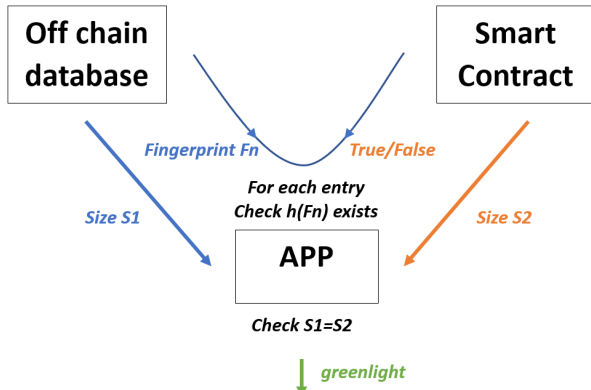 Off chain
database
Smart
Contract
Fingerprint Fn
True/False
For each entry
Check h(Fn) exists
Size S1
Size S2
APP
Check S1=S2
greenlight